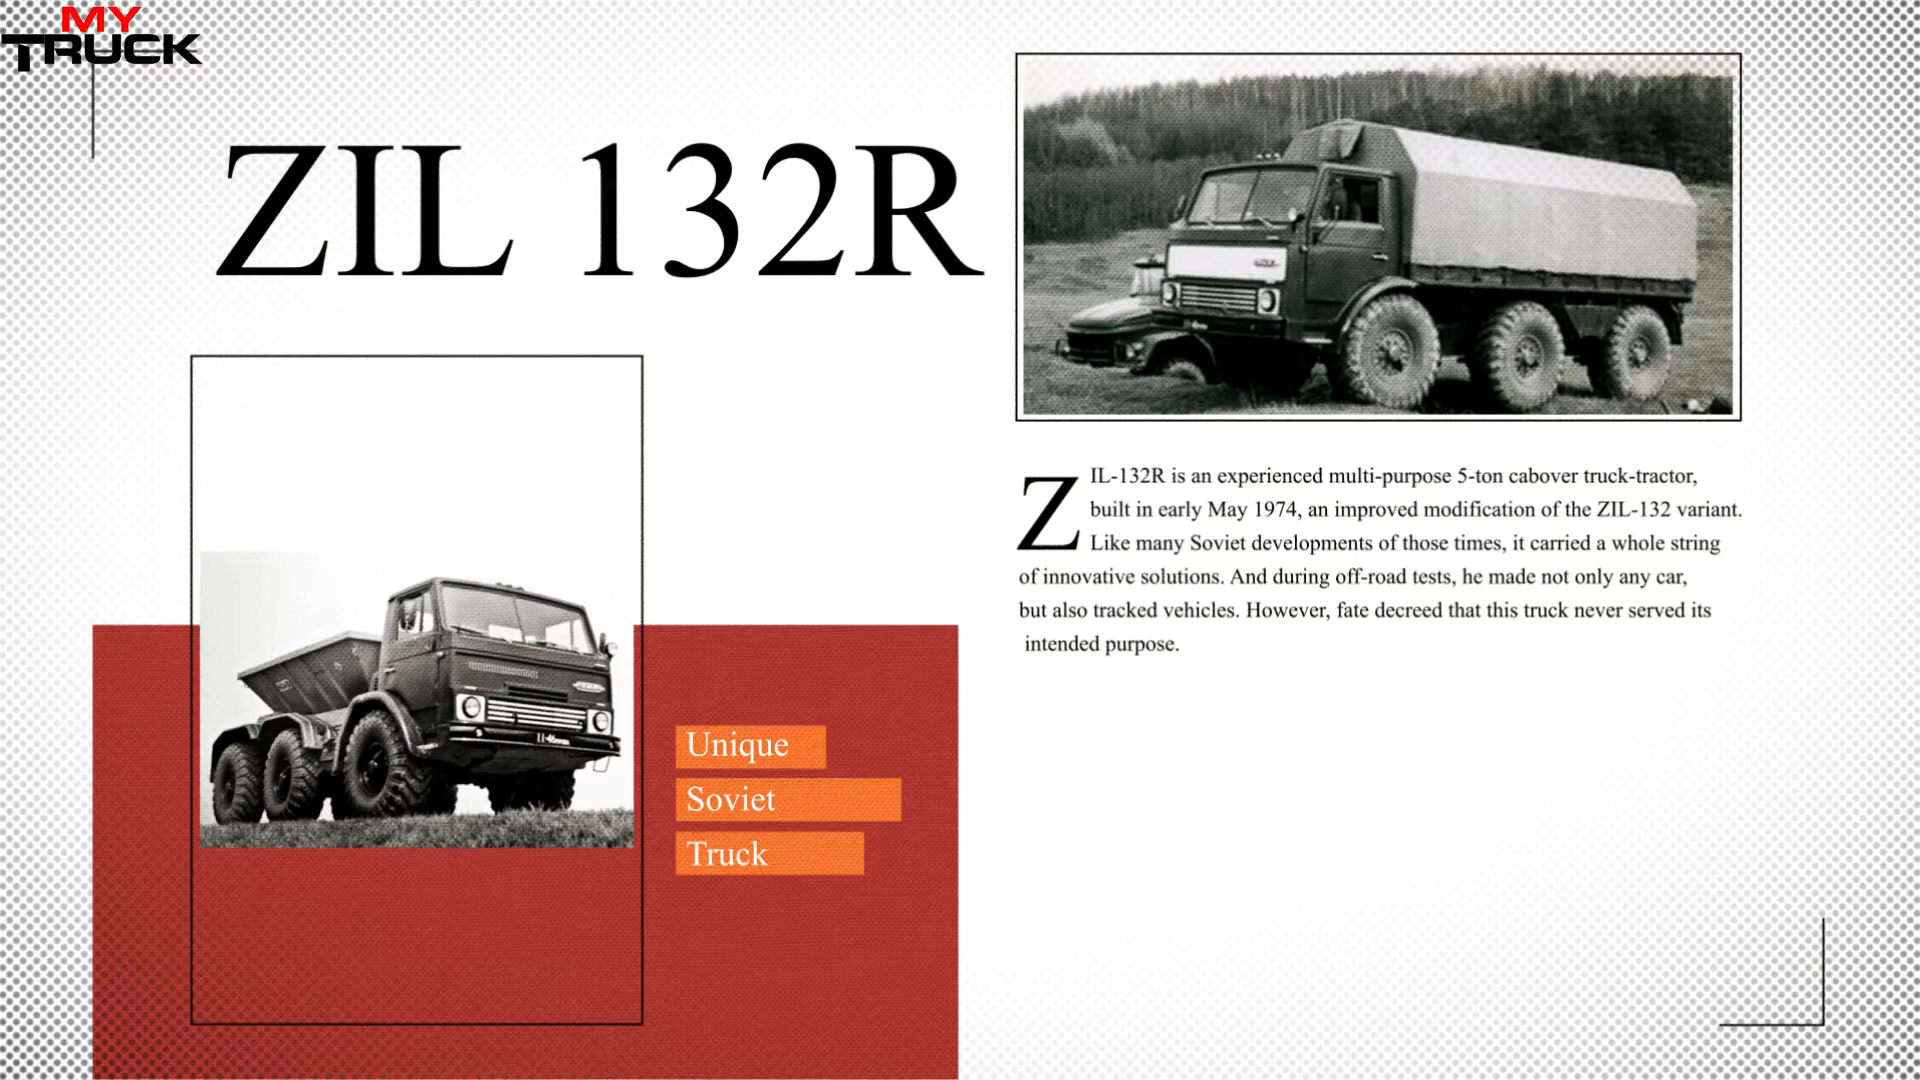 MY
TRUCK
ZIL 132R
ZIL-132R is an experienced multi-purpose 5-ton cabover truck-tractor,
built in early May 1974, an improved modification of the ZIL-132 variant.
Like many Soviet developments of those times, it carried a whole string
of innovative solutions. And during off-road tests, he made not only any car,
but also tracked vehicles. However, fate decreed that this truck never served its
intended purpose.
Unique
Soviet
Truck